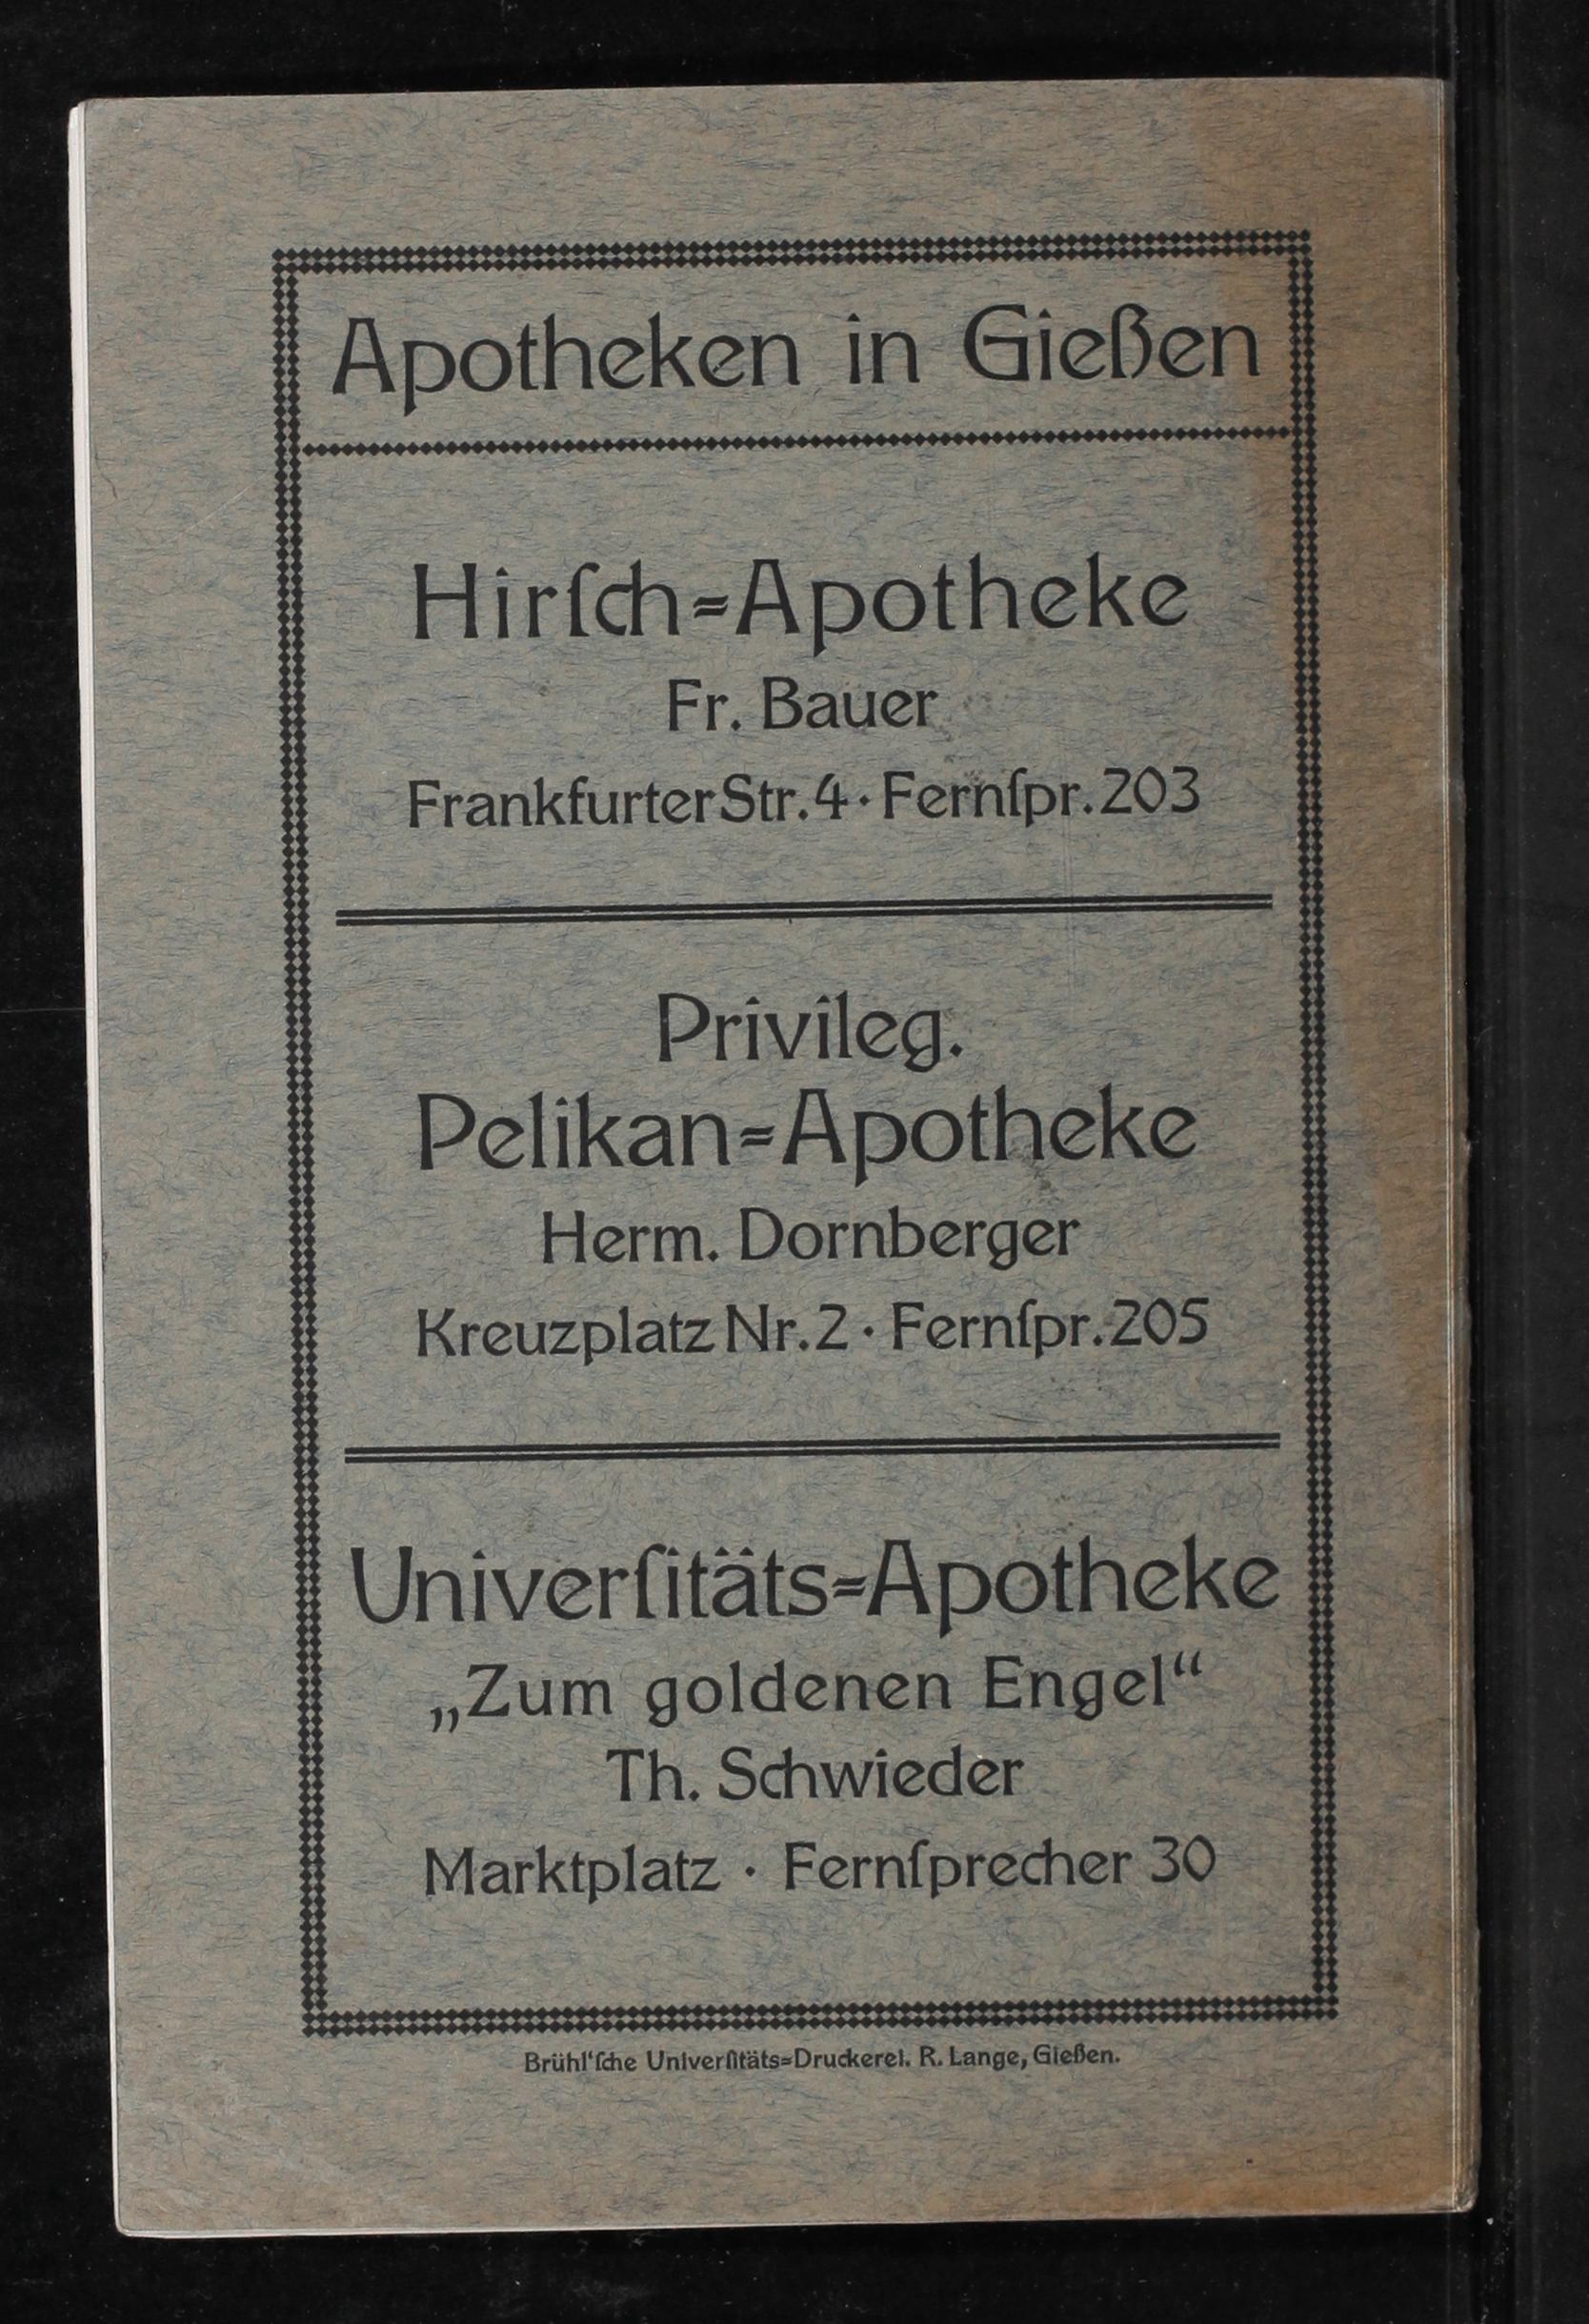 Apotheken in Gießen
Hirſch=Apotheke
Fr. Bauer
Frankfurter Str. 4 · Fernſpr. 203
Privileg.
Pelikan=Apotheke
Herm. Dornberger
Kreuzplatz Nr. 2 · Fernſpr. 205
Univerſitäts=Apotheke
„Zum goldenen Engel“
Th. Schwieder
Marktplatz · Fernſprecher 30
Brühl'ſche Univerſitäts=Druckerei. R. Lange, Gießen.